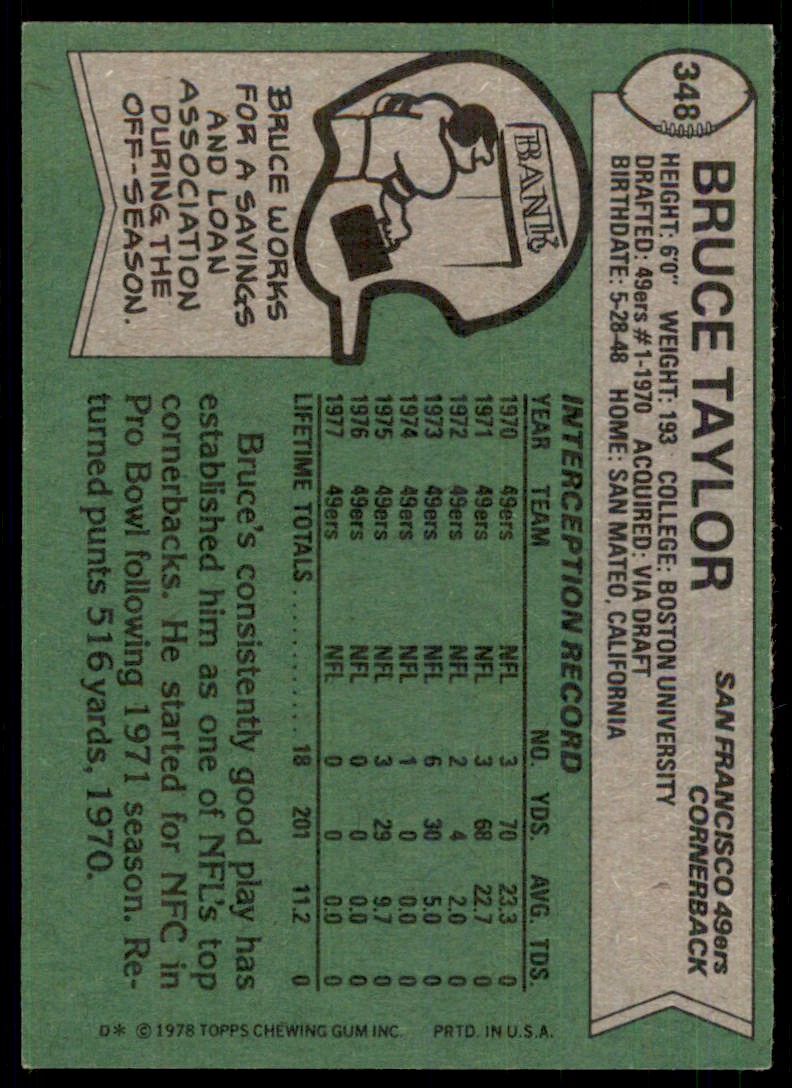 348
BRUCE TAYLOR
SAN FRANCISCO 49ers
CORNERBACK
HEIGHT: 6'0" WEIGHT: 193 COLLEGE: BOSTON UNIVERSITY
DRAFTED: 49ers #1-1970 ACQUIRED: VIA DRAFT
BIRTHDATE: 5-28-48 HOME: SAN MATEO, CALIFORNIA
BANK
BRUCE WORKS
FOR A SAVINGS
AND LOAN
ASSOCIATION
DURING THE
OFF-SEASON.
INTERCEPTION RECORD
YEAR TEAM NO. YDS. AVG. TDS.
1970 49ers NFL 3 70 23.3 0
1971 49ers NFL 3 68 22.7 0
1972 49ers NFL 2 4 2.0 0
1973 49ers NFL 6 30 5.0 0
1974 49ers NFL 1 0 0.0 0
1975 49ers NFL 3 29 9.7 0
1976 49ers NFL 0 0 0.0 0
1977 49ers NFL 0 0 0.0 0
LIFETIME TOTALS............ 18 201 11.2 0
Bruce's consistently good play has
established him as one of NFL's top
cornerbacks. He started for NFC in
Pro Bowl following 1971 season. Re-
turned punts 516 yards, 1970.
D* © 1978 TOPPS CHEWING GUM INC. PRTD. IN U.S.A.